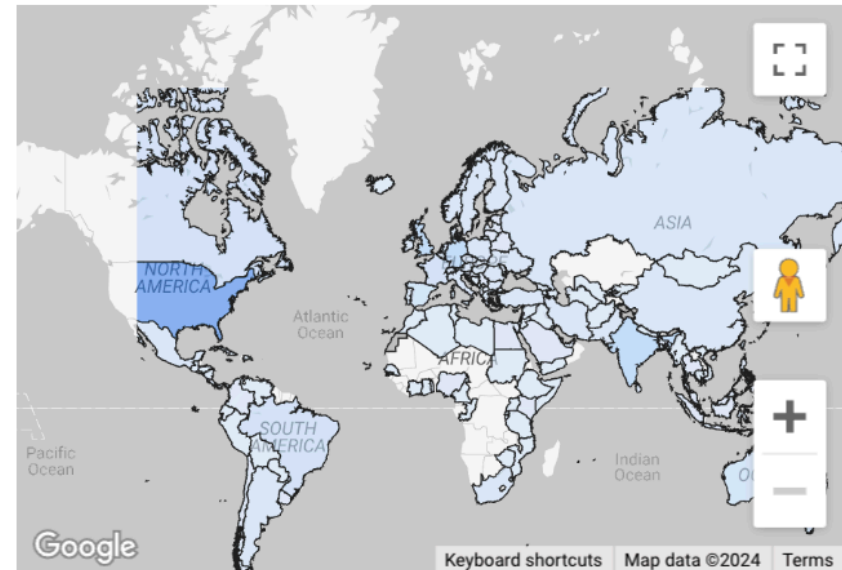 ASIA
NORTH
AMERICA
EUROPE
Atlantic
Ocean
AFRICA
SOUTH
AMERICA
Pacific
Ocean
Indian
Ocean
Google
Keyboard shortcuts
Map data ©2024
Terms